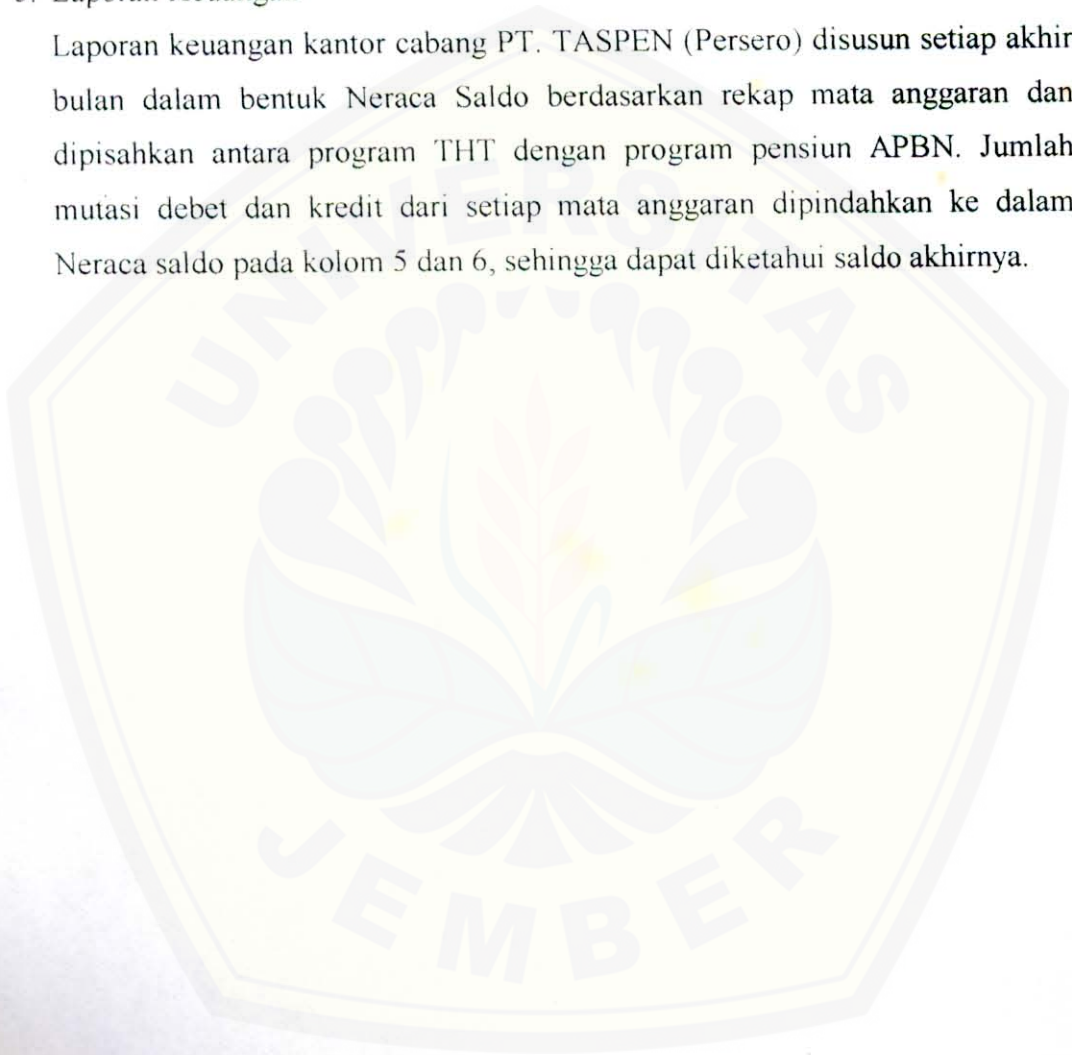 Laporan keuangan kantor cabang PT. TASPEN (Persero) disusun setiap akhir
bulan dalam bentuk Neraca Saldo berdasarkan rekap mata anggaran dan
dipisahkan antara program THT dengan program pensiun APBN. Jumlah
mutasi debet dan kredit dari setiap mata anggaran dipindahkan ke dalam
Neraca saldo pada kolom 5 dan 6, sehingga dapat diketahui saldo akhirnya.
UNIVERSITAS
JEMBER